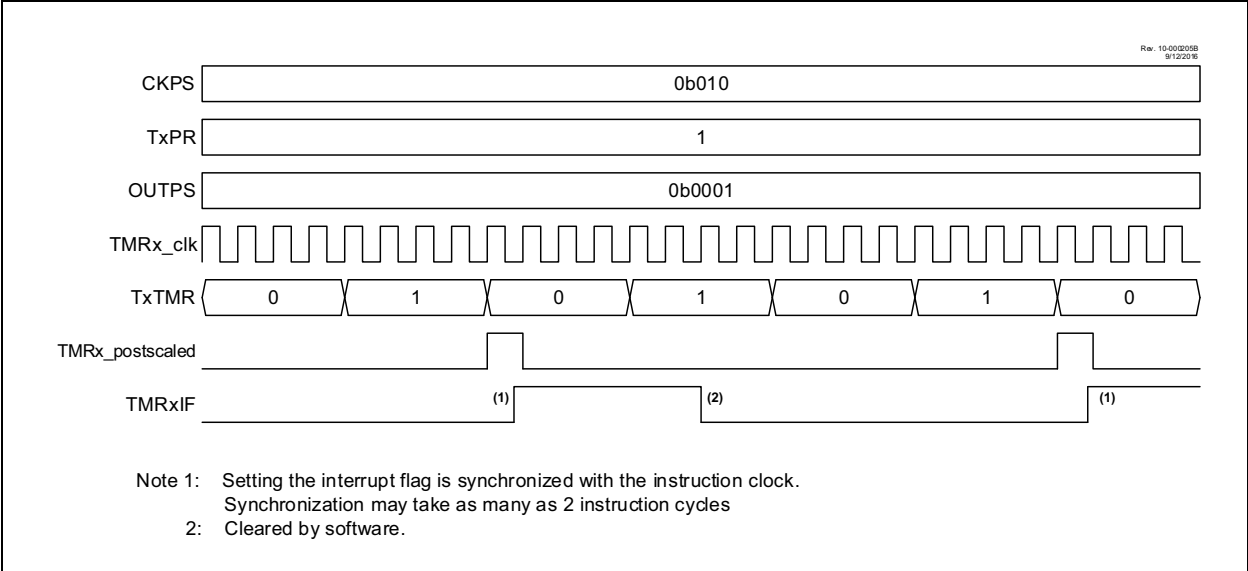 Rev. 10-000205B
9/12/2016
CKPS 0b010
TxPR 1
OUTPS 0b0001
TMRx_clk
TxTMR 0 1 0 1 0 1 0
TMRx_postscaled
TMRxIF (1) (2) (1)
Note 1: Setting the interrupt flag is synchronized with the instruction clock.
Synchronization may take as many as 2 instruction cycles
2: Cleared by software.